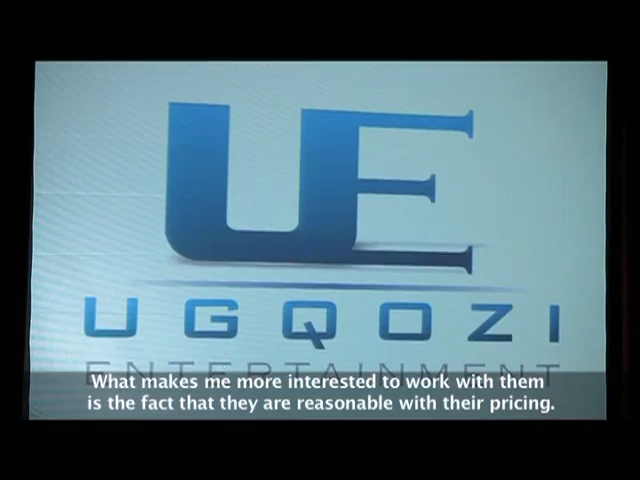 UE
UGQOZI
ENTERTAINMENT
What makes me more interested to work with them
is the fact that they are reasonable with their pricing.